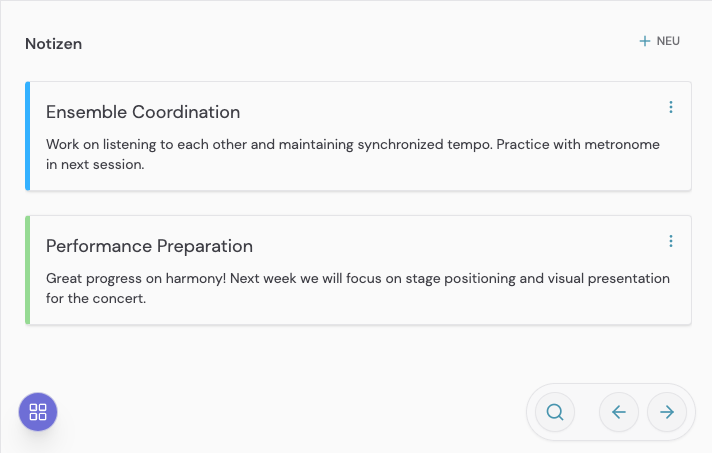 Notizen
NEU
Ensemble Coordination
Work on listening to each other and maintaining synchronized tempo. Practice with metronome
in next session.
Performance Preparation
Great progress on harmony! Next week we will focus on stage positioning and visual presentation
for the concert.